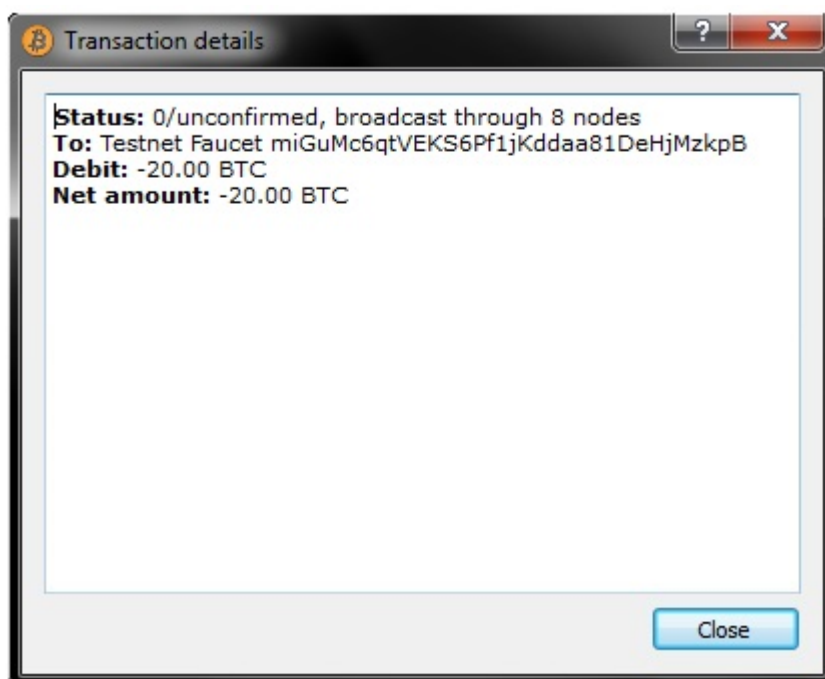 Transaction details
Status: 0/unconfirmed, broadcast through 8 nodes
To: Testnet Faucet miGuMc6qtVEKS6Pf1jKddaa81DeHjMzkpB
Debit: -20.00 BTC
Net amount: -20.00 BTC
Close